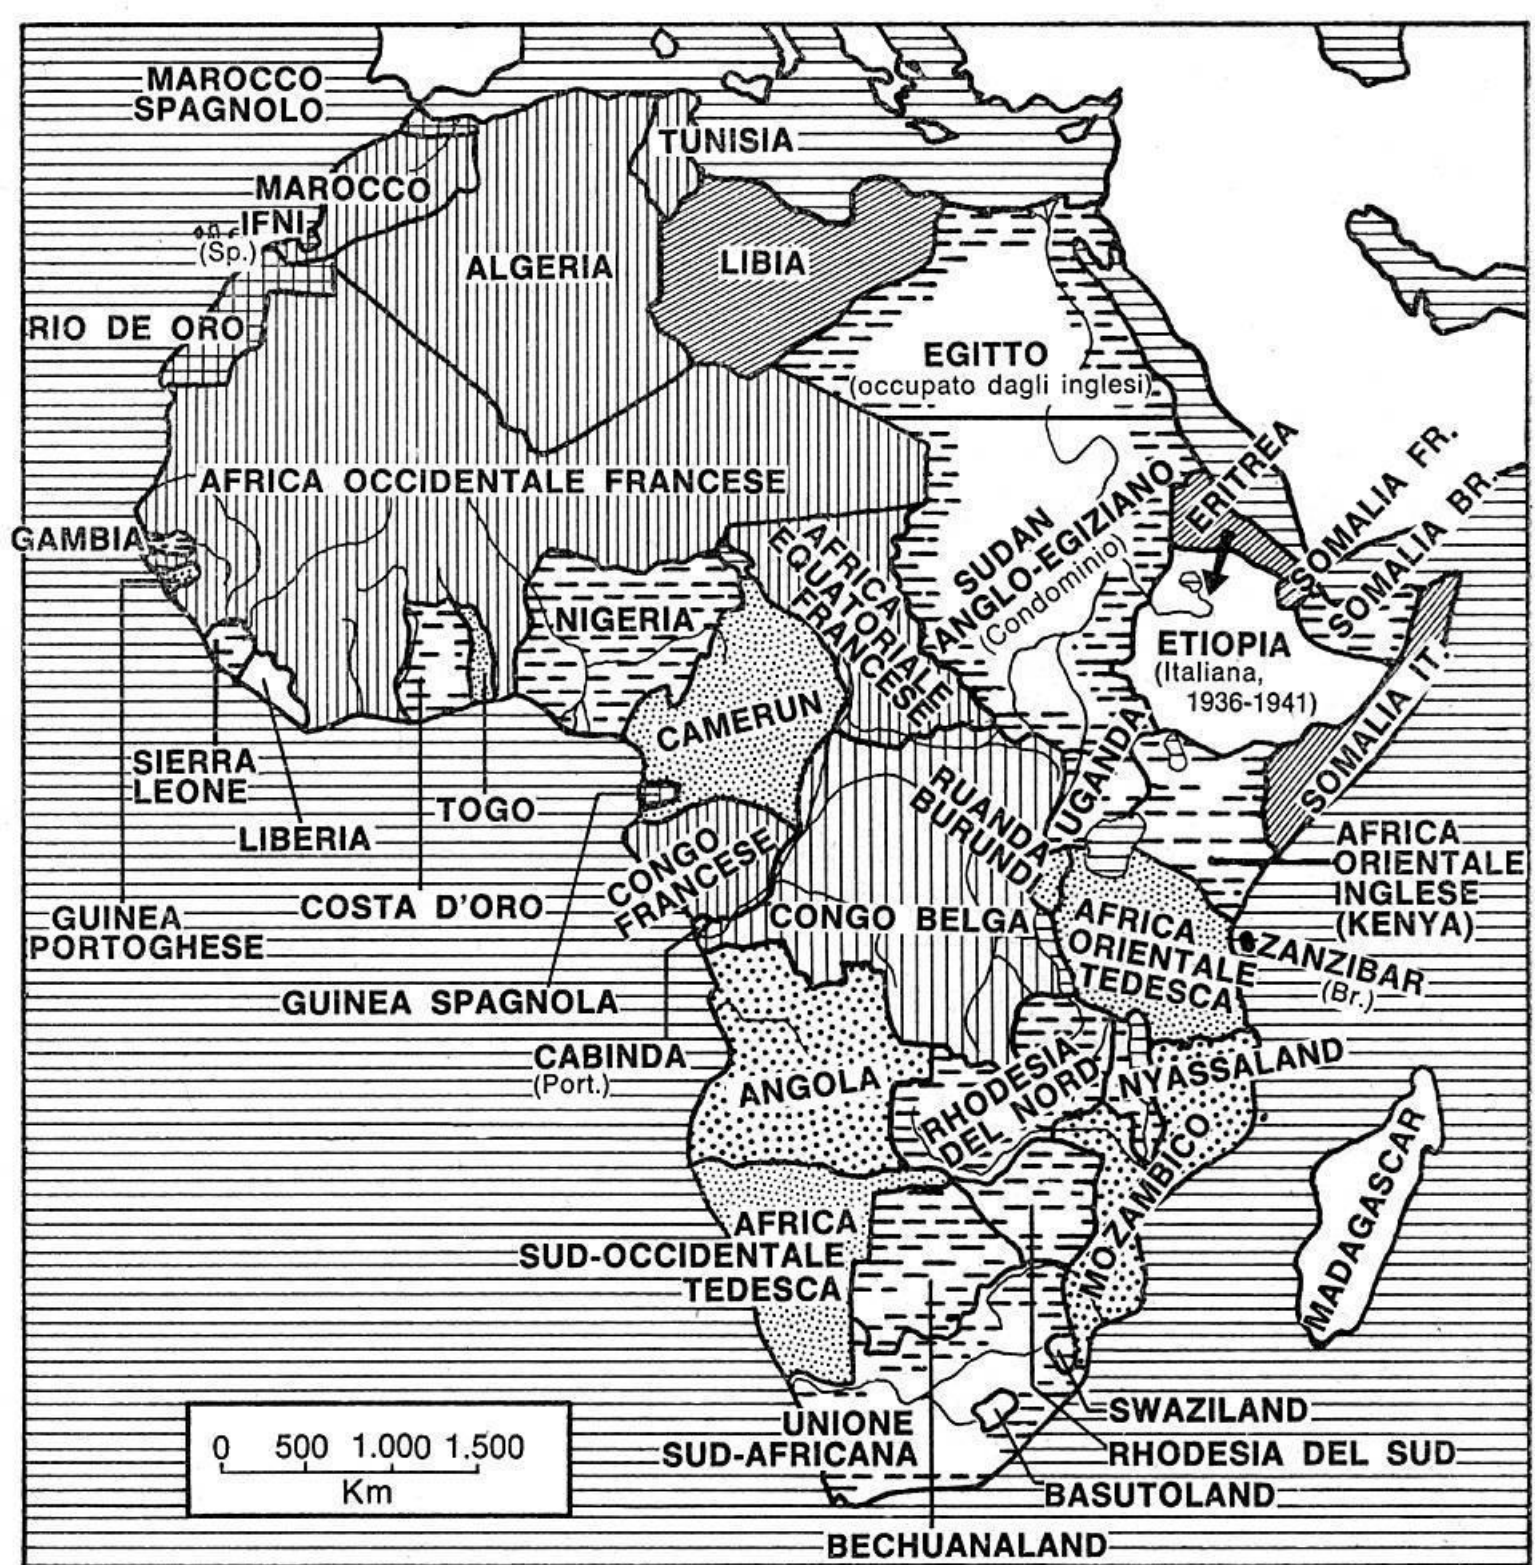 MAROCCO
SPAGNOLO
TUNISIA
MAROCCO
IFNI
(Sp.)
ALGERIA
LIBIA
RIO DE ORO
EGITTO
(occupato dagli inglesi)
AFRICA OCCIDENTALE FRANCESE
ERITREA
SOMALIA FR.
SOMALIA BR.
GAMBIA
AFRICA
EQUATORIALE
FRANCESE
SUDAN
ANGLO-EGIZIANO
(Condominio)
NIGERIA
ETIOPIA
(Italiana,
1936-1941)
CAMERUN
SOMALIA IT.
SIERRA
LEONE
TOGO
LIBERIA
RUANDA
BURUNDI
UGANDA
CONGO
FRANCESE
AFRICA
ORIENTALE
INGLESE
(KENYA)
COSTA D'ORO
GUINEA
PORTOGHESE
CONGO BELGA
AFRICA
ORIENTALE
TEDESCA
ZANZIBAR
(Br.)
GUINEA SPAGNOLA
CABINDA
(Port.)
ANGOLA
RHODESIA
DEL NORD
NYASSALAND
MOZAMBICO
MADAGASCAR
AFRICA
SUD-OCCIDENTALE
TEDESCA
UNIONE
SUD-AFRICANA
SWAZILAND
RHODESIA DEL SUD
BASUTOLAND
BECHUANALAND
0 500 1.000 1.500
Km